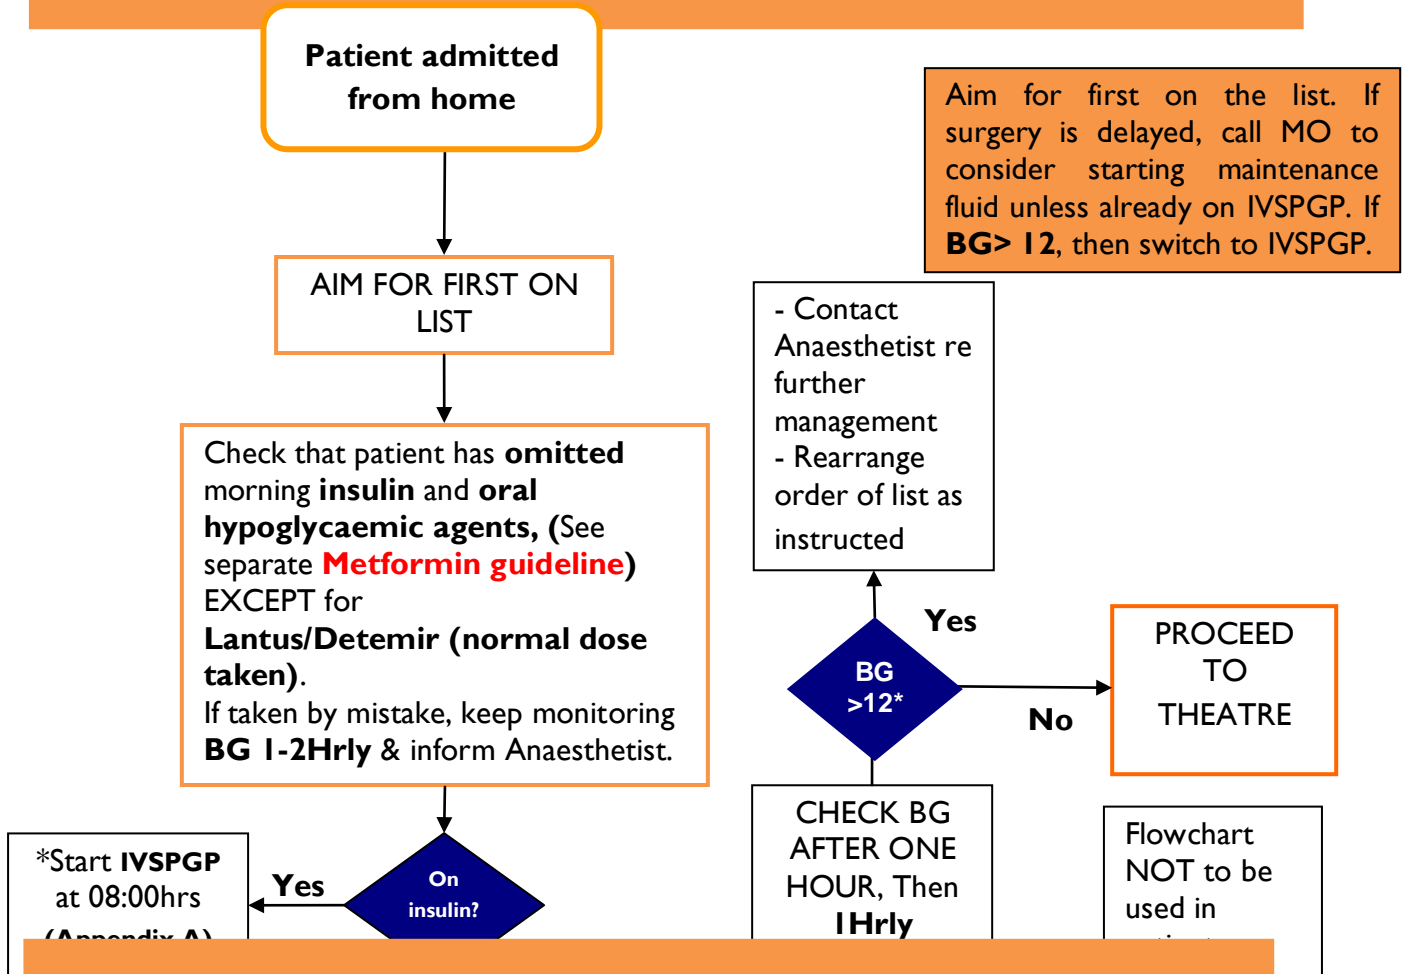 Patient admitted
from home
Aim for first on the list. If
surgery is delayed, call MO to
consider starting maintenance
fluid unless already on IVSPGP. If
BG> 12, then switch to IVSPGP.
AIM FOR FIRST ON
LIST
- Contact
Anaesthetist re
further
management
- Rearrange
order of list as
instructed
Check that patient has omitted
morning insulin and oral
hypoglycaemic agents, (See
separate Metformin guideline)
EXCEPT for
Lantus/Detemir (normal dose
taken).
If taken by mistake, keep monitoring
BG 1-2Hrly & inform Anaesthetist.
Yes
BG
>12*
No
PROCEED
TO
THEATRE
CHECK BG
AFTER ONE
HOUR, Then
1Hrly
Flowchart
NOT to be
used in
On
insulin?
Yes
*Start IVSPGP
at 08:00hrs
(Appendix A)